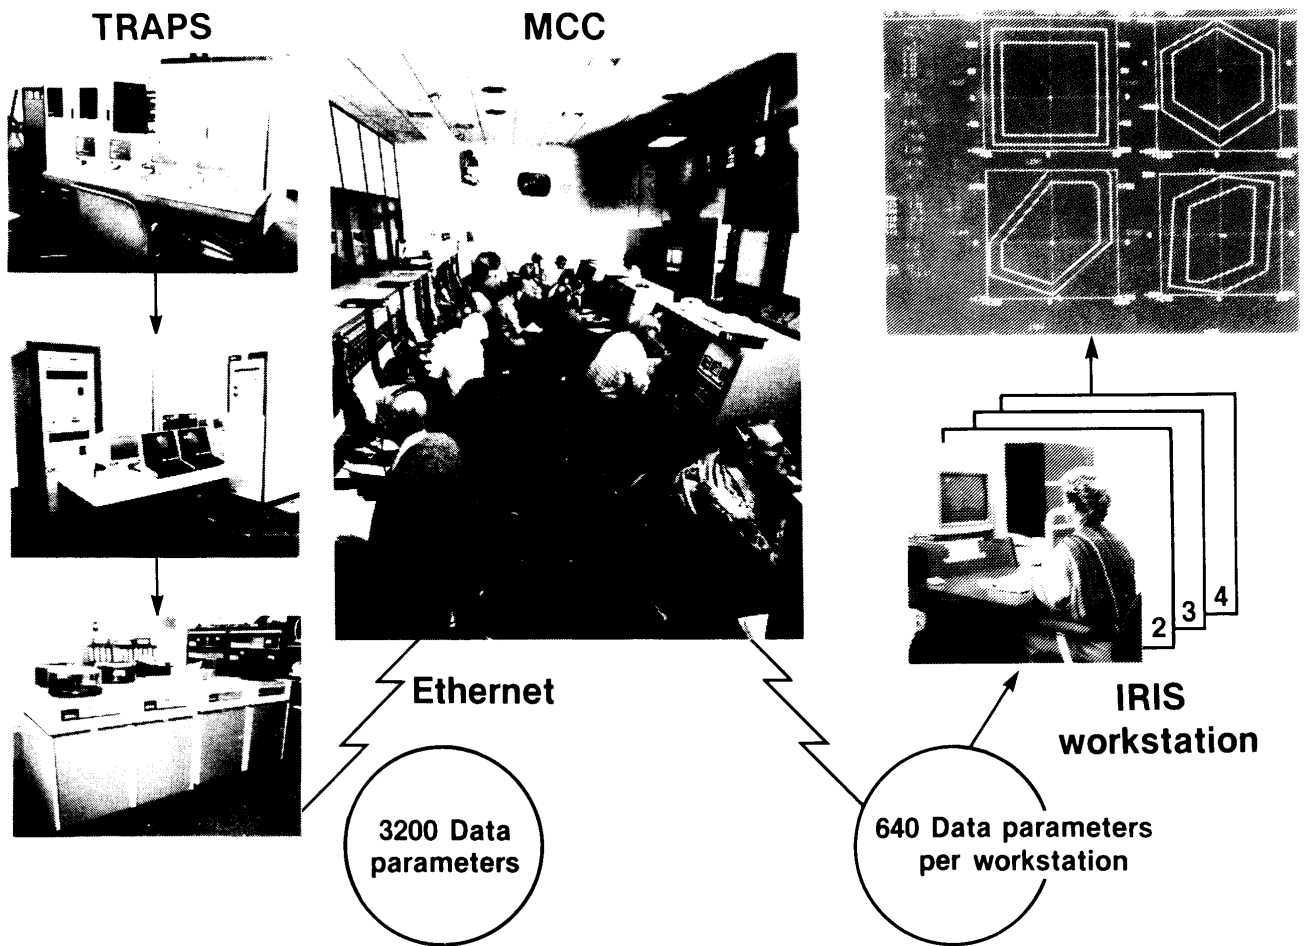 TRAPS
MCC
Ethernet
3200 Data
parameters
640 Data parameters
per workstation
2
3
4
IRIS
workstation